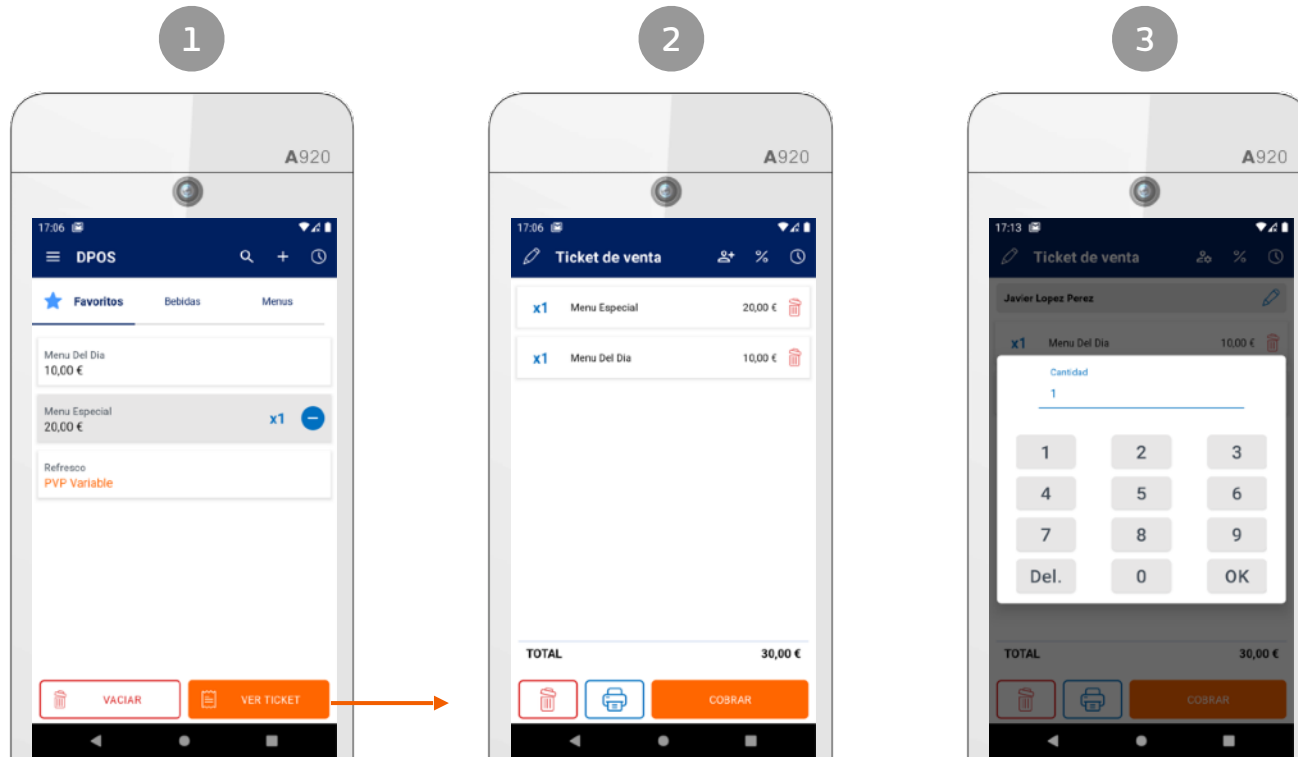 1
A920
17:06
DPOS
Favoritos Bebidas Menus
Menu Del Dia
10,00 €
Menu Especial
20,00 €
x1
Refresco
PVP Variable
VACIAR VER TICKET
2
A920
17:06
Ticket de venta %
x1 Menu Especial 20,00 €
x1 Menu Del Dia 10,00 €
TOTAL 30,00 €
COBRAR
3
A920
17:13
Ticket de venta %
Javier Lopez Perez
x1 Menu Del Dia 10,00 €
Cantidad
1
1 2 3
4 5 6
7 8 9
Del. 0 OK
TOTAL 30,00 €
COBRAR